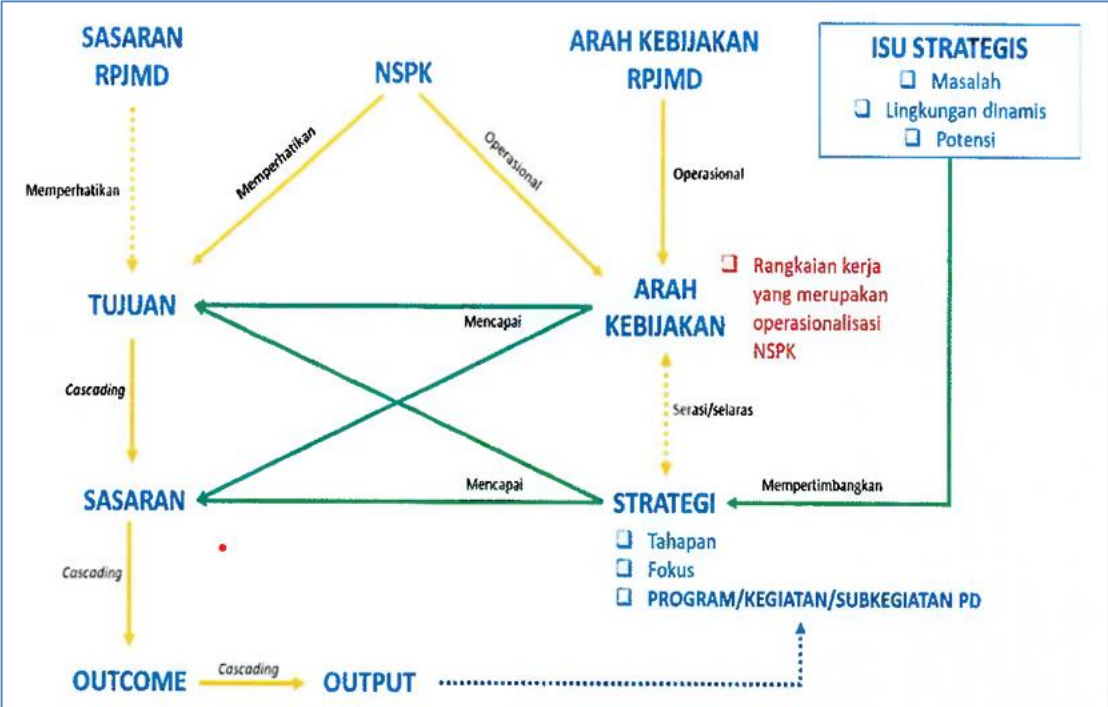 SASARAN
RPJMD
NSPK
ARAH KEBIJAKAN
RPJMD
ISU STRATEGIS
Masalah
Lingkungan dinamis
Potensi
Memperhatikan
Memperhatikan
Operasional
Operasional
TUJUAN
ARAH
KEBIJAKAN
Rangkaian kerja
yang merupakan
operasionalisasi
NSPK
Mencapai
Cascading
Serasi/selaras
SASARAN
Mencapai
STRATEGI
Mempertimbangkan
Tahapan
Fokus
PROGRAM/KEGIATAN/SUBKEGIATAN PD
Cascading
OUTCOME
Cascading
OUTPUT